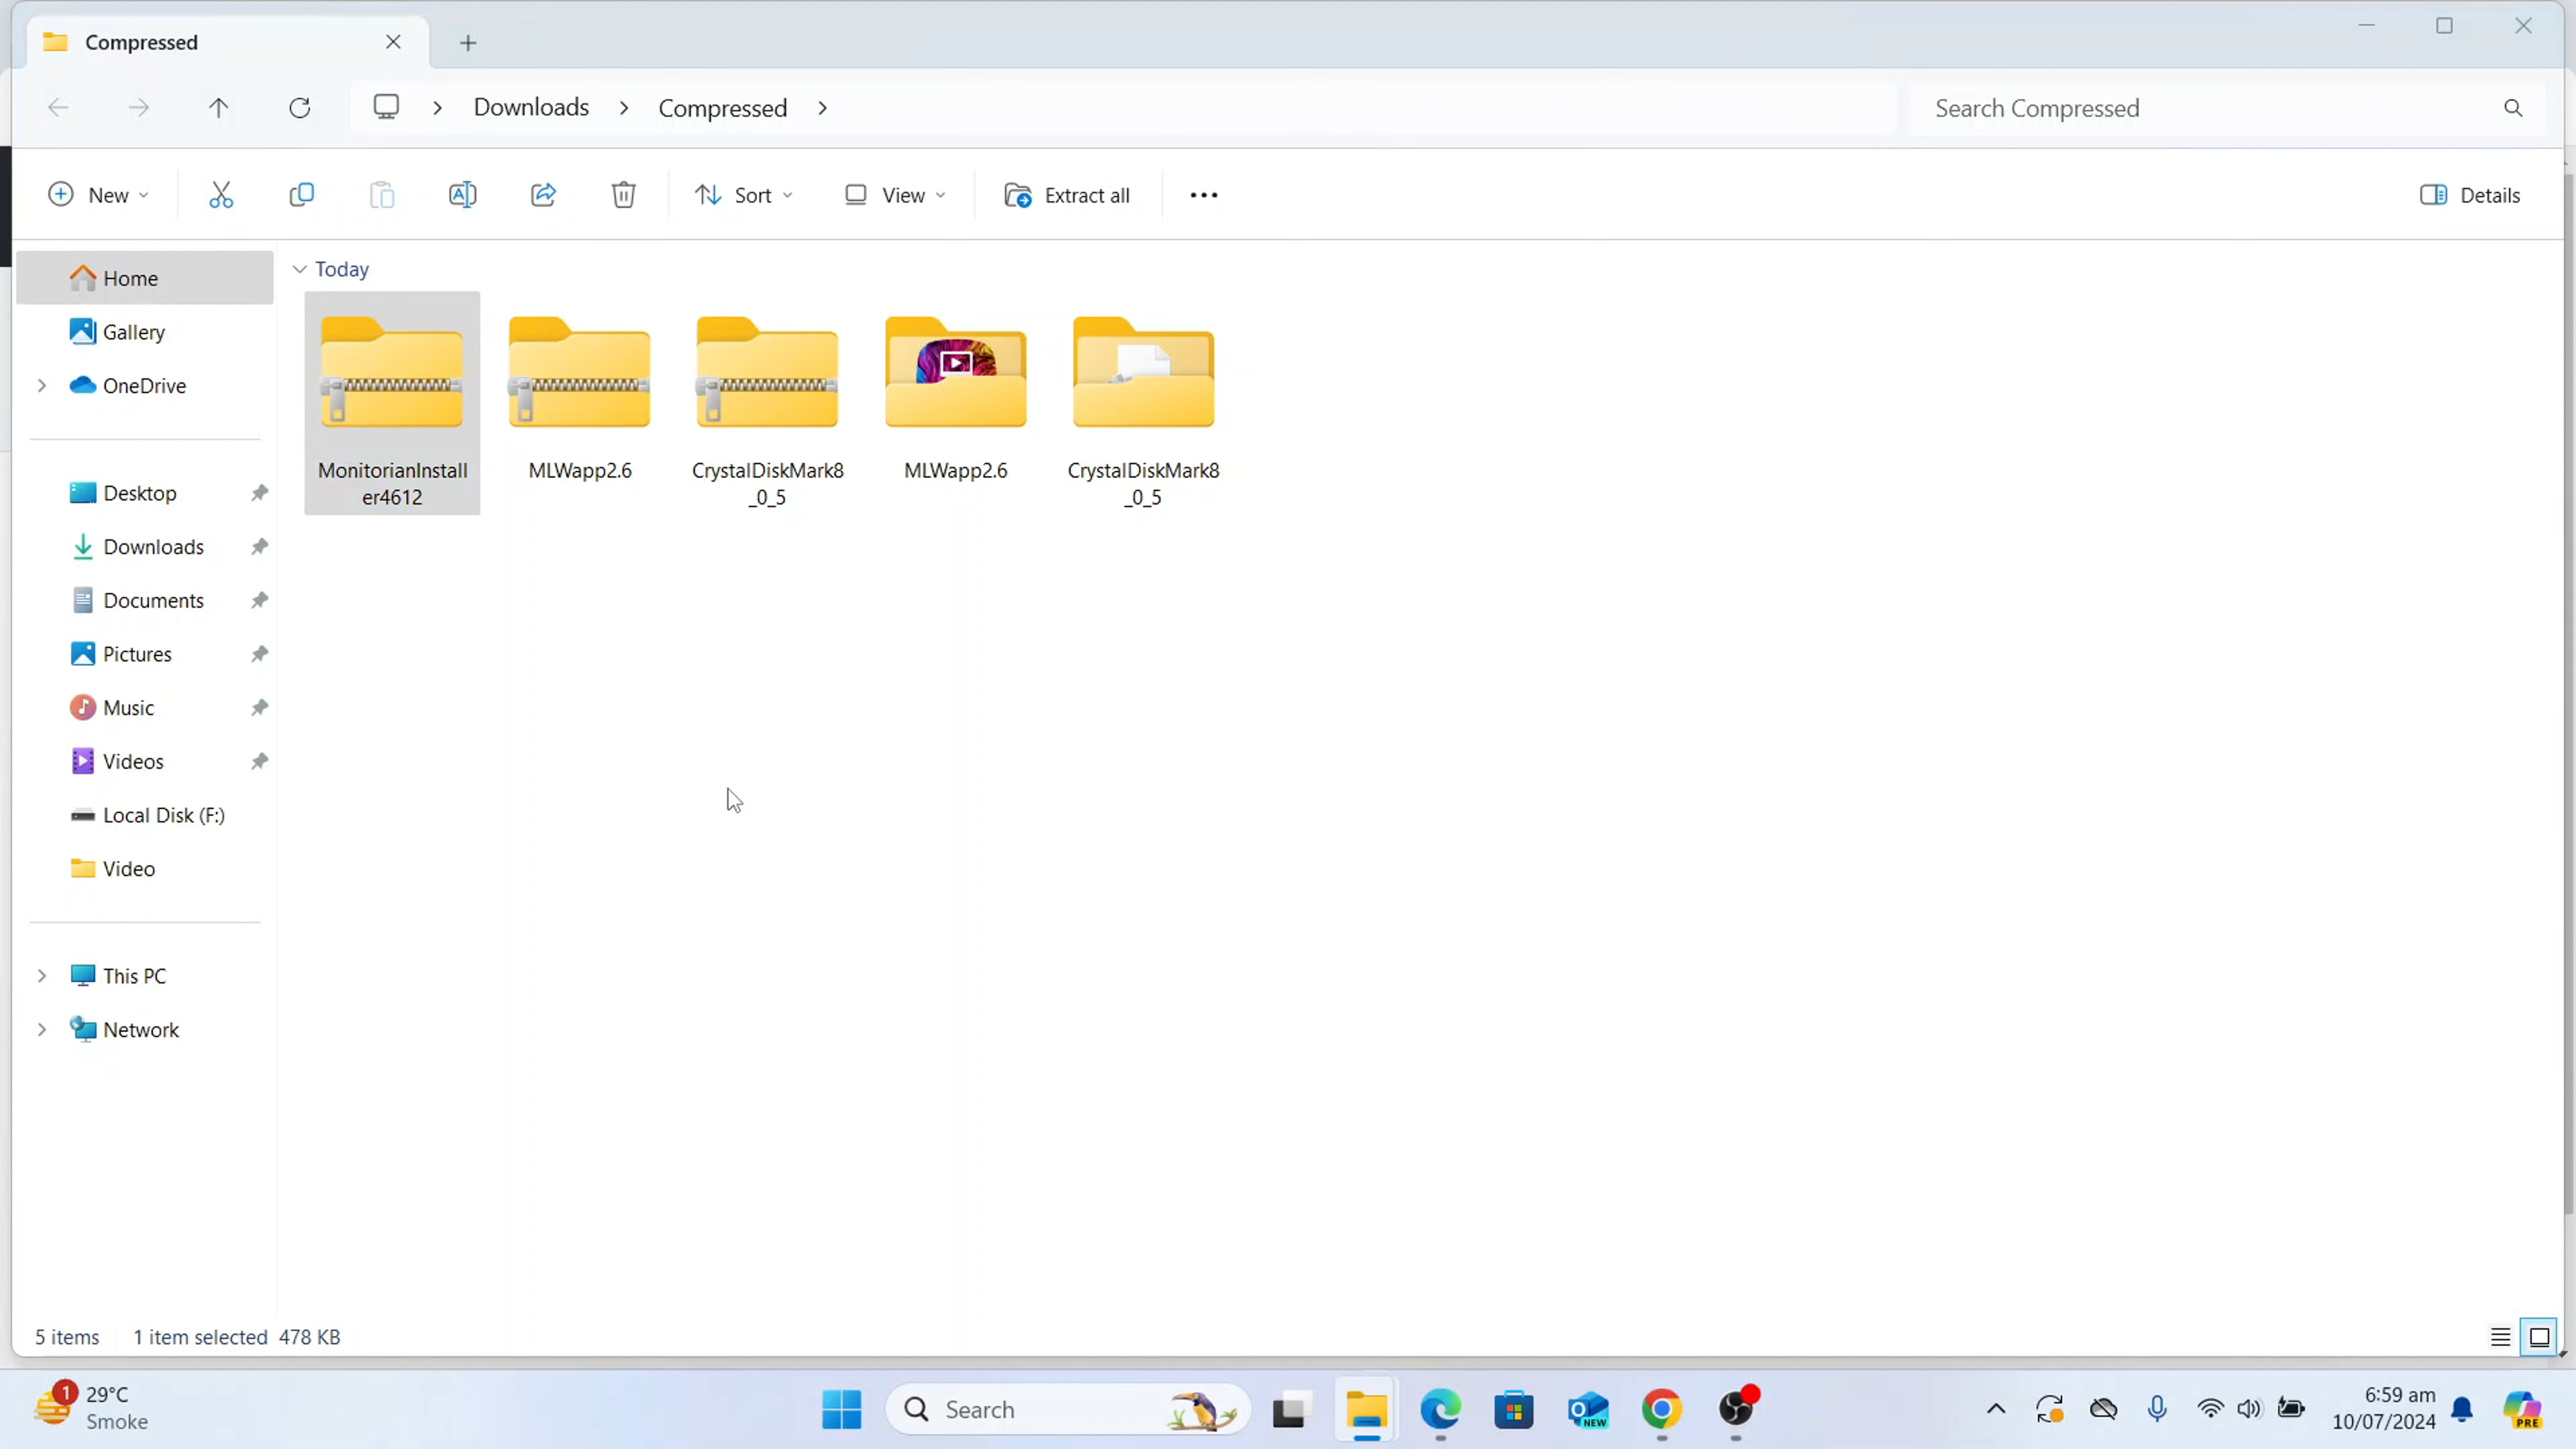 Compressed
Downloads
Compressed
Search Compressed
New
Sort
View
Extract all
Details
Home
Gallery
OneDrive
Desktop
Downloads
Documents
Pictures
Music
Videos
Local Disk (F:)
Video
This PC
Network
Today
MonitorianInstall
er4612
MLWapp2.6
CrystalDiskMark8
_0_5
MLWapp2.6
CrystalDiskMark8
_0_5
5 items
1 item selected 478 KB
1
29°C
Smoke
Search
NEW
6:59 am
10/07/2024
PRE